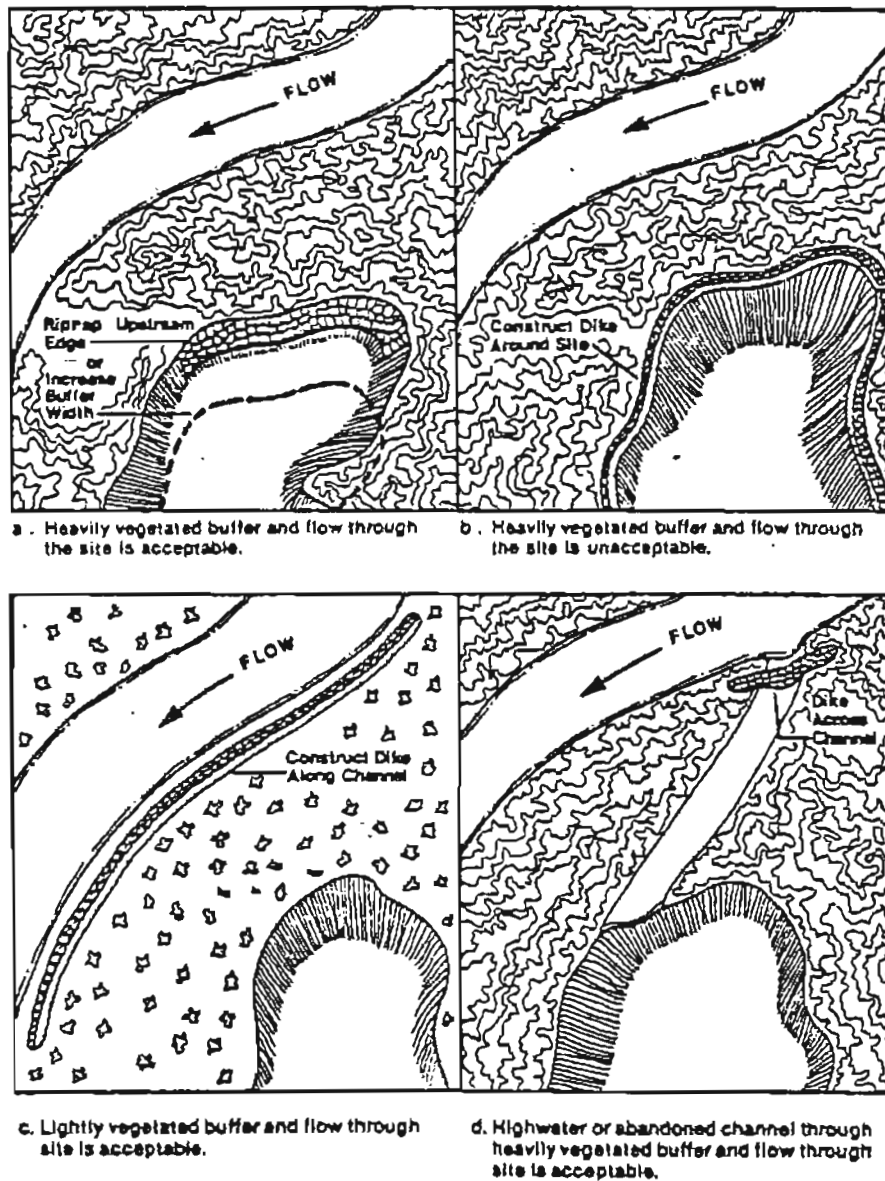 FLOW
Riprap Upstream
Edge
or
Increase
Buffer
Width
FLOW
Construct Dike
Around Site
a. Heavily vegetated buffer and flow through
the site is acceptable.
b. Heavily vegetated buffer and flow through
the site is unacceptable.
FLOW
Construct Dike
Along Channel
FLOW
Dike
Across
Channel
c. Lightly vegetated buffer and flow through
site is acceptable.
d. Highwater or abandoned channel through
heavily vegetated buffer and flow through
site is acceptable.